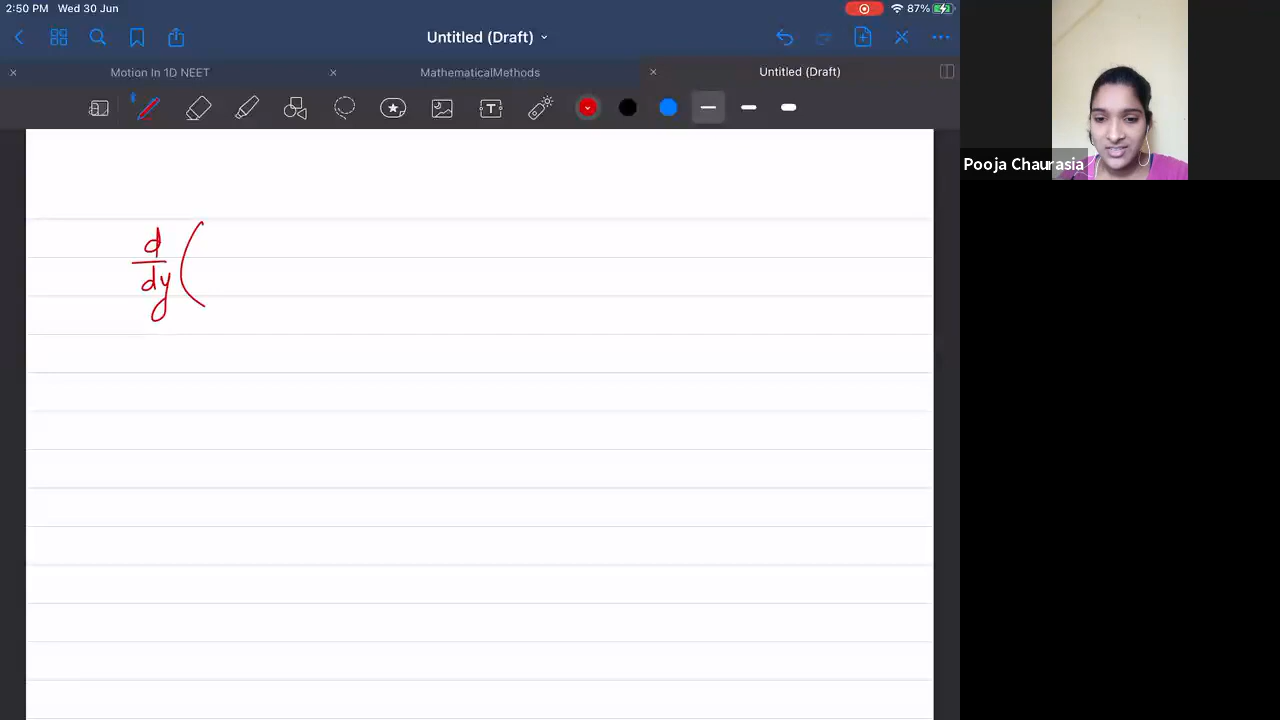 2:50 PM Wed 30 Jun
87%
Untitled (Draft)
Motion In 1D NEET
MathematicalMethods
Untitled (Draft)
T
Pooja Chaurasia
d
dy (